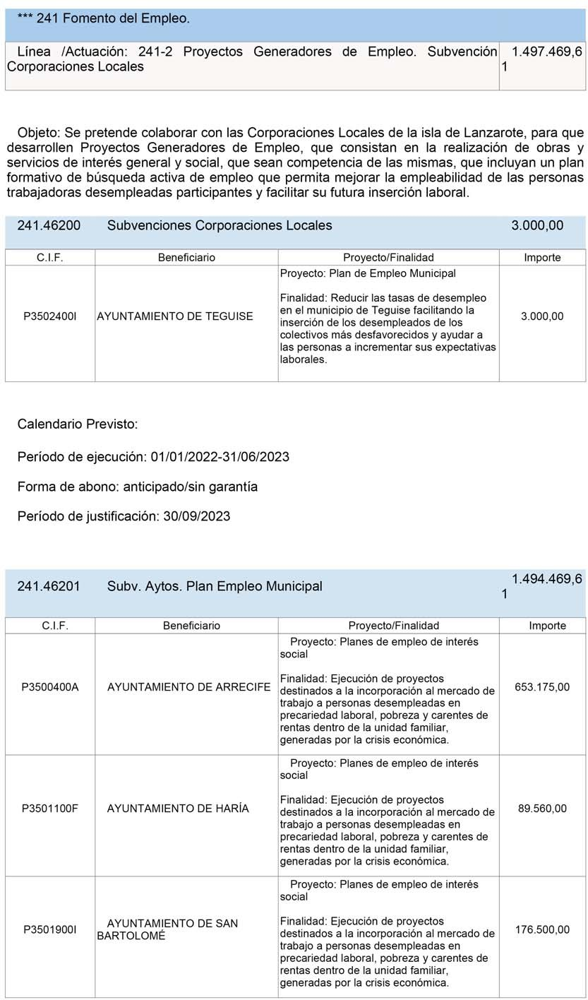 *** 241 Fomento del Empleo.
Línea /Actuación: 241-2 Proyectos Generadores de Empleo. Subvención 1.497.469,6
Corporaciones Locales 1
Objeto: Se pretende colaborar con las Corporaciones Locales de la isla de Lanzarote, para que
desarrollen Proyectos Generadores de Empleo, que consistan en la realización de obras y
servicios de interés general y social, que sean competencia de las mismas, que incluyan un plan
formativo de búsqueda activa de empleo que permita mejorar la empleabilidad de las personas
trabajadoras desempleadas participantes y facilitar su futura inserción laboral.
241.46200 Subvenciones Corporaciones Locales 3.000,00
C.I.F. Beneficiario Proyecto/Finalidad Importe
P3502400I AYUNTAMIENTO DE TEGUISE
Proyecto: Plan de Empleo Municipal
Finalidad: Reducir las tasas de desempleo
en el municipio de Teguise facilitando la
inserción de los desempleados de los
colectivos más desfavorecidos y ayudar a
las personas a incrementar sus expectativas
laborales.
3.000,00
Calendario Previsto:
Período de ejecución: 01/01/2022-31/06/2023
Forma de abono: anticipado/sin garantía
Período de justificación: 30/09/2023
241.46201 Subv. Aytos. Plan Empleo Municipal 1.494.469,6
1
C.I.F. Beneficiario Proyecto/Finalidad Importe
P3500400A AYUNTAMIENTO DE ARRECIFE
Proyecto: Planes de empleo de interés
social
Finalidad: Ejecución de proyectos
destinados a la incorporación al mercado de
trabajo a personas desempleadas en
precariedad laboral, pobreza y carentes de
rentas dentro de la unidad familiar,
generadas por la crisis económica.
653.175,00
P3501100F AYUNTAMIENTO DE HARÍA
Proyecto: Planes de empleo de interés
social
Finalidad: Ejecución de proyectos
destinados a la incorporación al mercado de
trabajo a personas desempleadas en
precariedad laboral, pobreza y carentes de
rentas dentro de la unidad familiar,
generadas por la crisis económica.
89.560,00
P3501900I AYUNTAMIENTO DE SAN
BARTOLOMÉ
Proyecto: Planes de empleo de interés
social
Finalidad: Ejecución de proyectos
destinados a la incorporación al mercado de
trabajo a personas desempleadas en
precariedad laboral, pobreza y carentes de
rentas dentro de la unidad familiar,
generadas por la crisis económica.
176.500,00